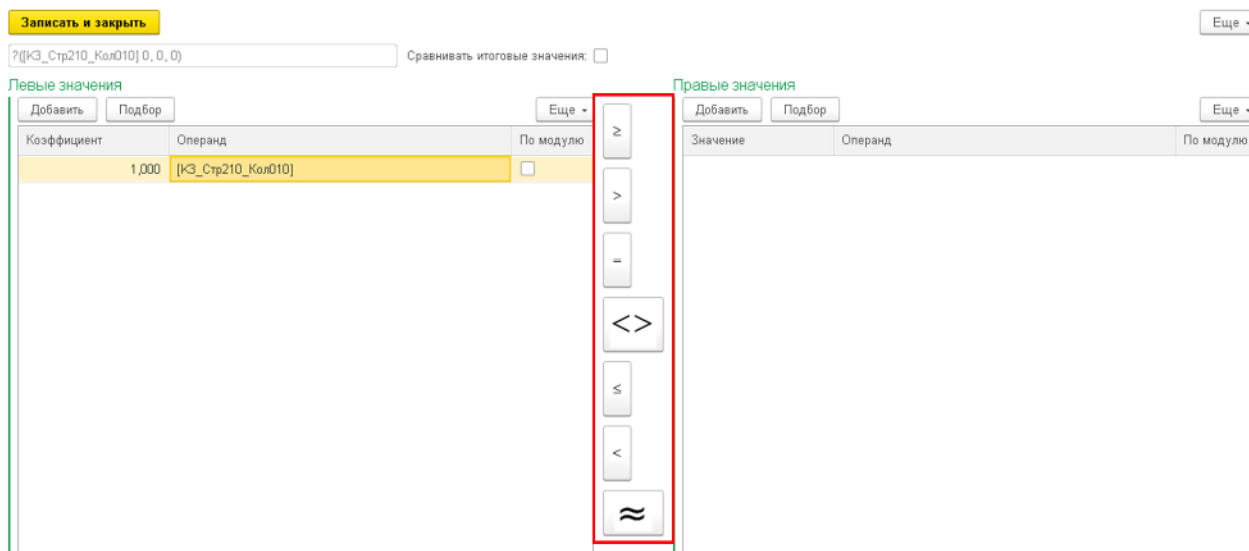 Записать и закрыть Еще
?([КЗ_Стр210_Кол010] 0, 0, 0) Сравнивать итоговые значения:
Левые значения Правые значения
Добавить Подбор Еще Добавить Подбор Еще
Коэффициент Операнд По модулю Значение Операнд По модулю
≥
1,000 [КЗ_Стр210_Кол010]
>
=
<>
≤
<
≈